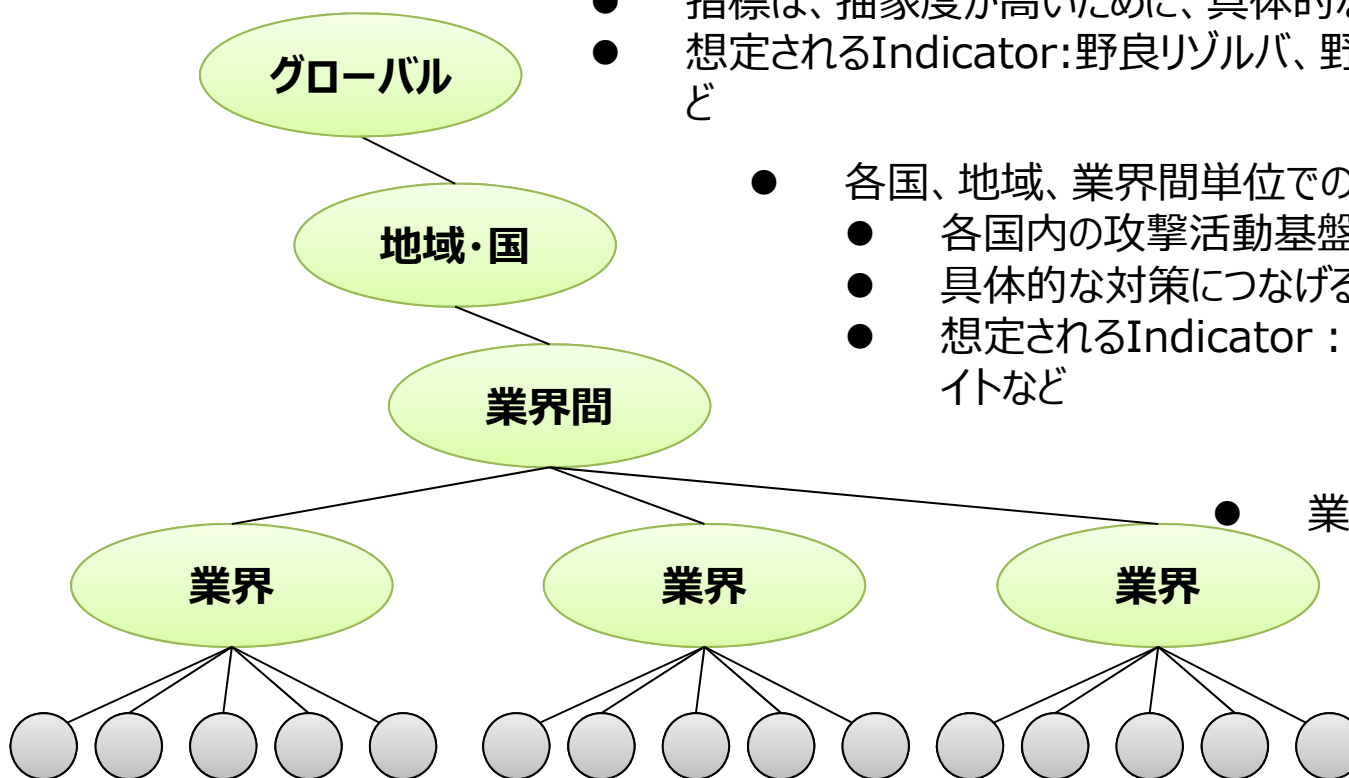 指標は、抽象度が高いために、具体的な
グローバル
想定されるIndicator:野良リゾルバ、野
ど
各国、地域、業界間単位での
地域・国
各国内の攻撃活動基盤
具体的な対策につなげる
想定されるIndicator：
イトなど
業界間
業
業界 業界 業界